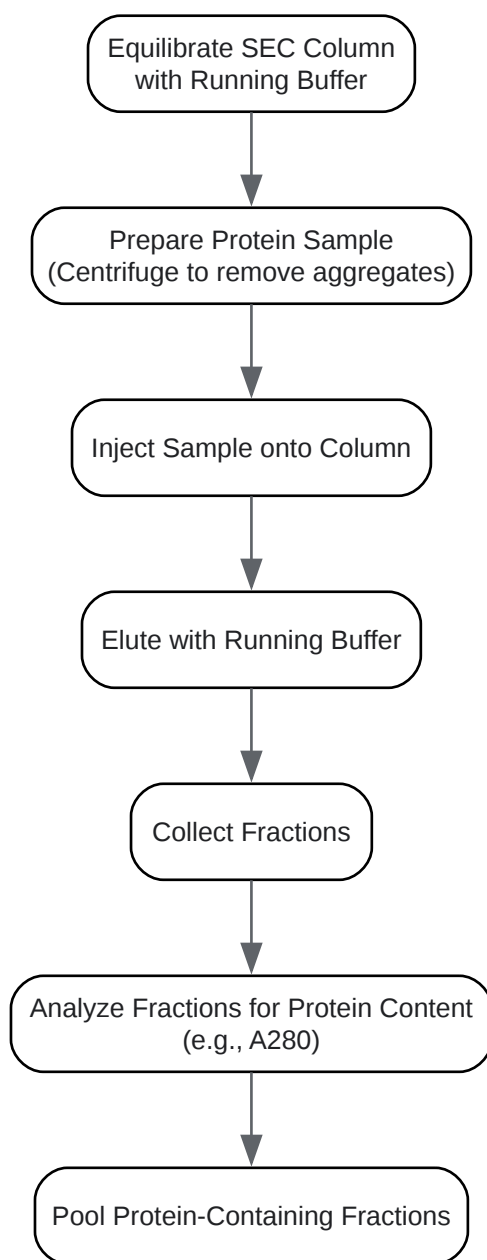 Equilibrate SEC Column
with Running Buffer
Prepare Protein Sample
(Centrifuge to remove aggregates)
Inject Sample onto Column
Elute with Running Buffer
Collect Fractions
Analyze Fractions for Protein Content
(e.g., A280)
Pool Protein-Containing Fractions